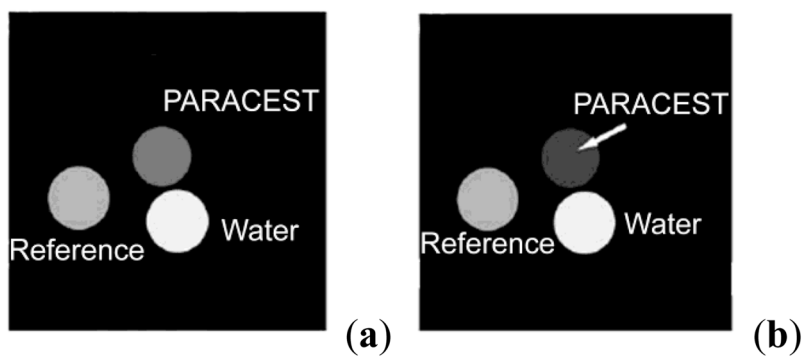 PARACEST
Reference
Water
(a)
PARACEST
Reference
Water
(b)